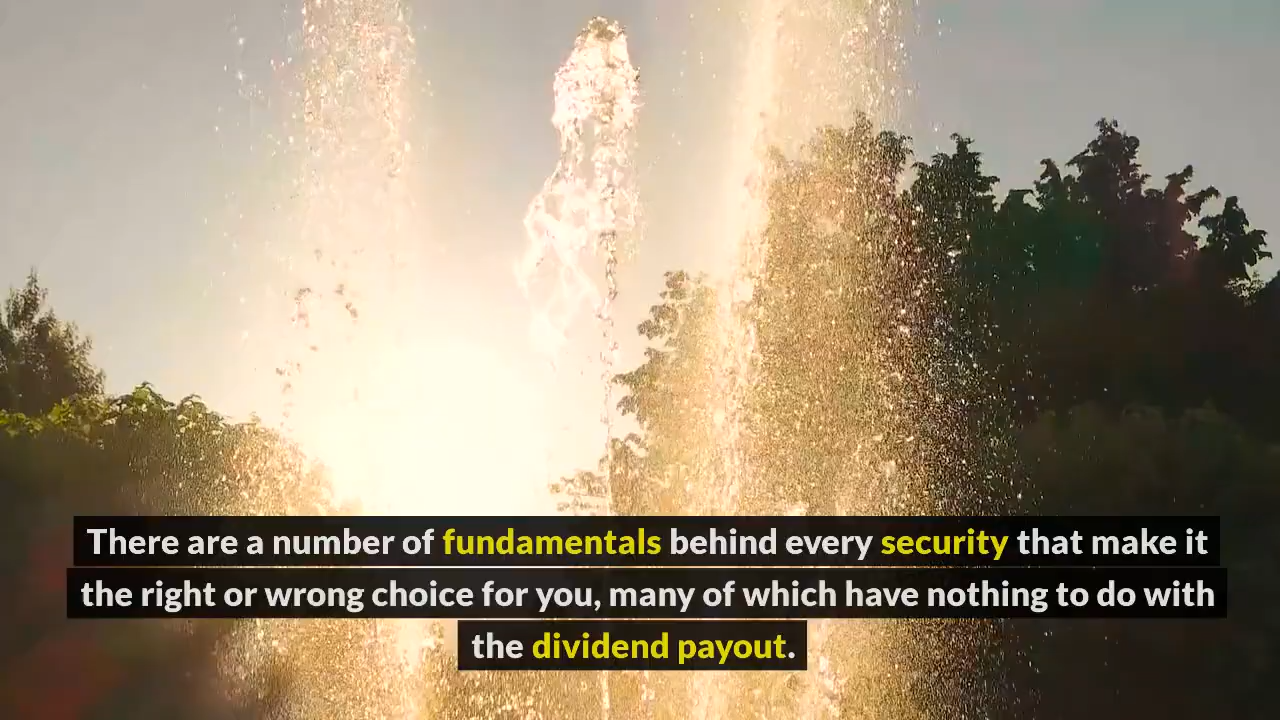 There are a number of fundamentals behind every security that make it
the right or wrong choice for you, many of which have nothing to do with
the dividend payout.